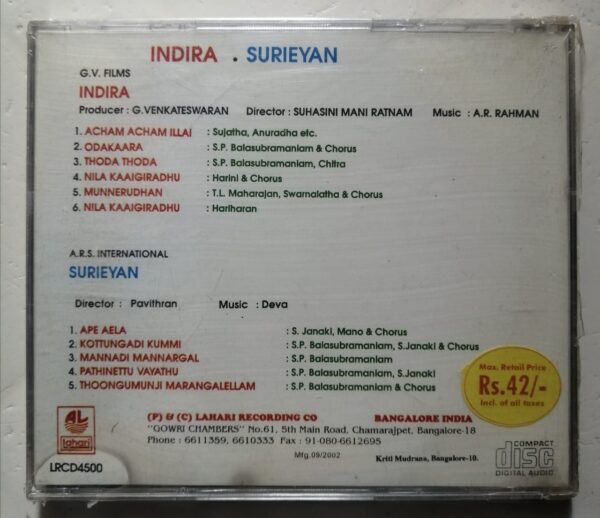 INDIRA . SURIEYAN
G.V. FILMS
INDIRA
Producer : G.VENKATESWARAN Director : SUHASINI MANI RATNAM Music : A.R. RAHMAN
1. ACHAM ACHAM ILLAI : Sujatha, Anuradha etc.
2. ODAKAARA : S.P. Balasubramaniam & Chorus
3. THODA THODA : S.P. Balasubramaniam, Chitra
4. NILA KAAIGIRADHU : Harini & Chorus
5. MUNNERUDHAN : T.L. Maharajan, Swarnalatha & Chorus
6. NILA KAAIGIRADHU : Hariharan
A.R.S. INTERNATIONAL
SURIEYAN
Director : Pavithran Music : Deva
1. APE AELA : S. Janaki, Mano & Chorus
2. KOTTUNGADI KUMMI : S.P. Balasubramaniam, S.Janaki & Chorus
3. MANNADI MANNARGAL : S.P. Balasubramaniam
4. PATHINETTU VAYATHU : S.P. Balasubramaniam, S.Janaki
5. THOONGUMUNJI MARANGALELLAM : S.P. Balasubramaniam & Chorus
Max. Retail Price
Rs.42/-
Incl. of all taxes
4L
lahari
LRCD4500
(P) & (C) LAHARI RECORDING CO BANGALORE INDIA
"GOWRI CHAMBERS" No.61, 5th Main Road, Chamarajpet, Bangalore-18
Phone : 6611359, 6610333 Fax : 91-080-6612695
Mfg.09/2002 Kriti Mudrana, Bangalore-10.
COMPACT
disc
DIGITAL AUDIO